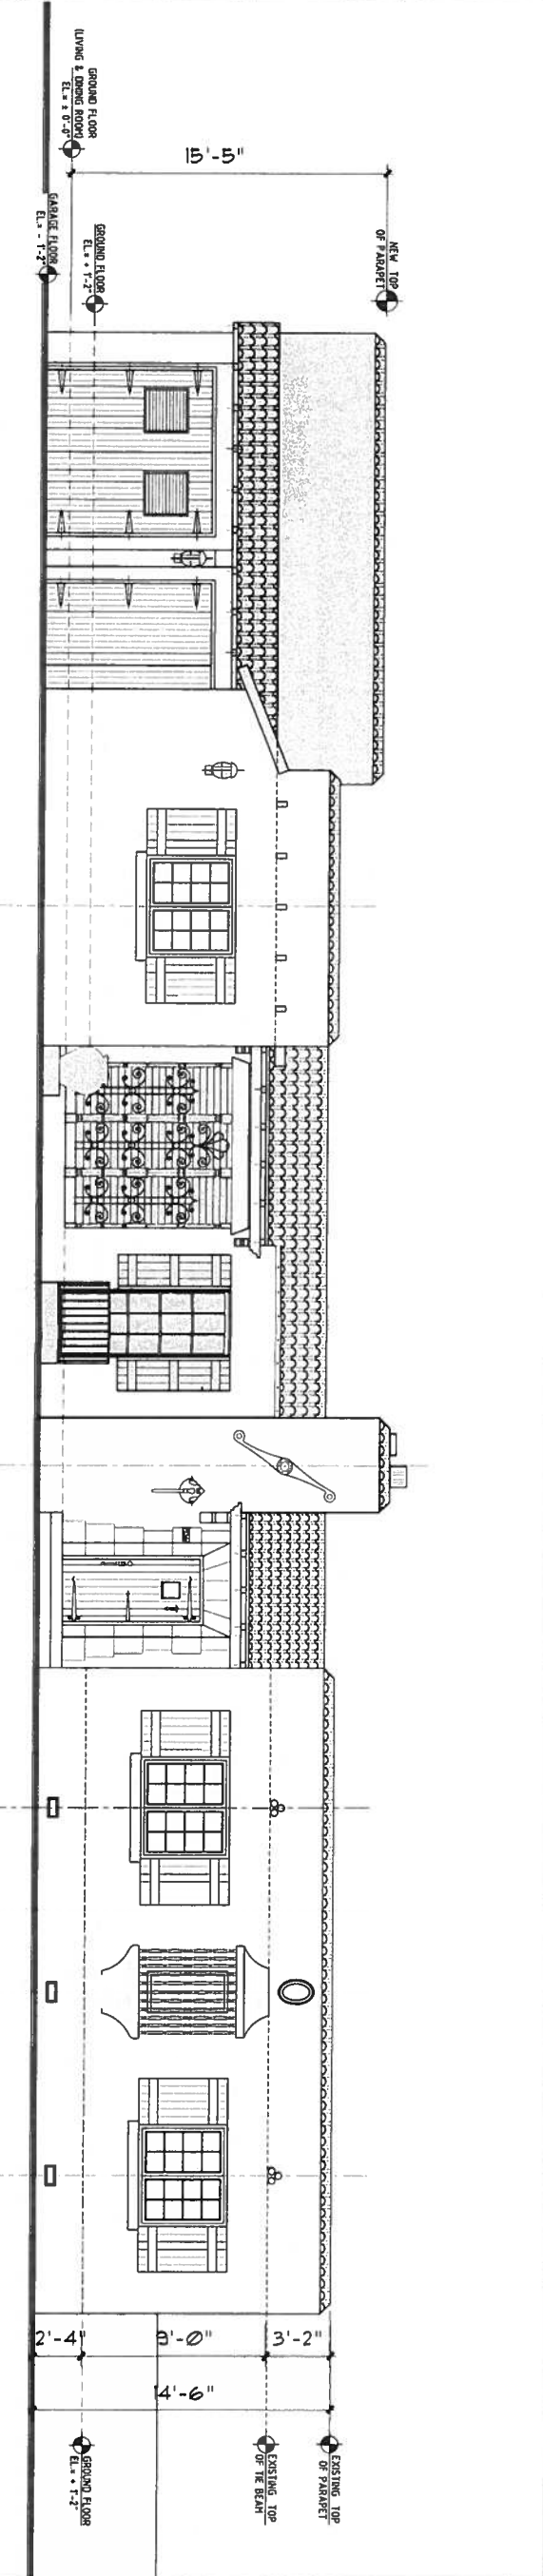 GROUND FLOOR
(LIVING & DINING ROOM)
EL.= ± 0'-0"
15'-5"
GARAGE FLOOR
EL.= - 1'-2"
GROUND FLOOR
EL.= + 1'-2"
NEW TOP
OF PARAPET
2'-4"
9'-0"
3'-2"
14'-6"
GROUND FLOOR
EL.= + 1'-2"
EXISTING TOP
OF TIE BEAM
EXISTING TOP
OF PARAPET